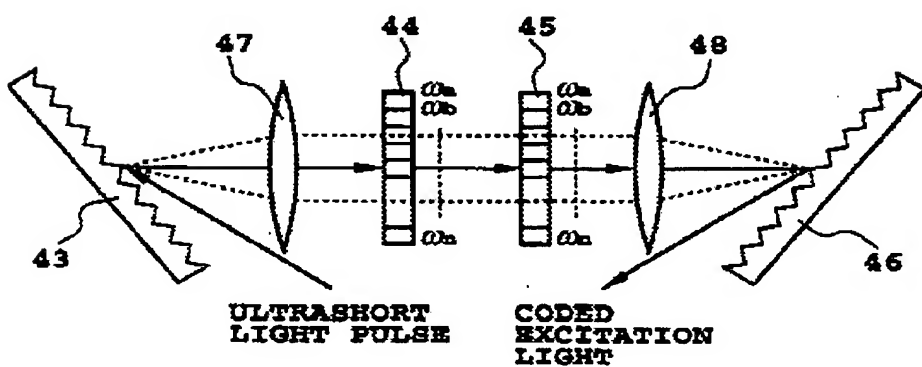 44
45
47
48
ωa
ωb
ωn
ωa
ωb
ωn
43
46
ULTRASHORT
LIGHT PULSE
CODED
EXCITATION
LIGHT